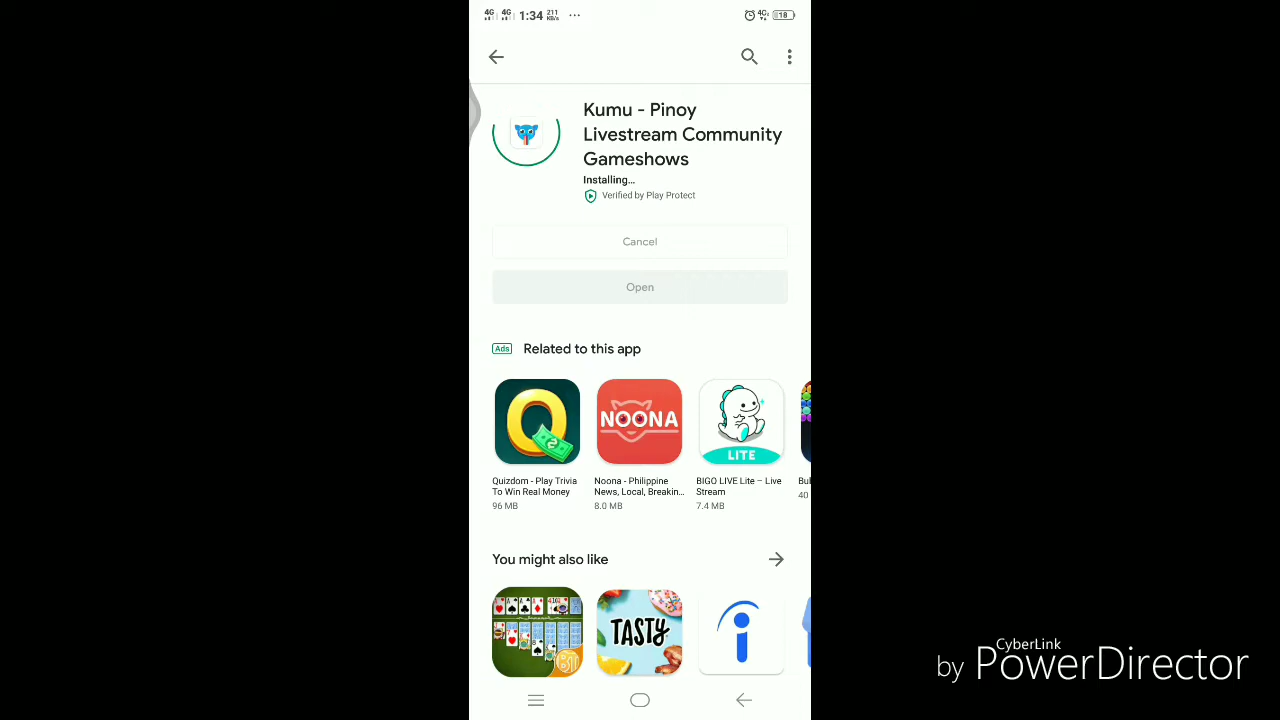 4G 4G 1:34 211 KB/s ...
4G 18
Kumu - Pinoy
Livestream Community
Gameshows
Installing...
Verified by Play Protect
Cancel
Open
Ads Related to this app
Q
NOONA
LITE
Quizdom - Play Trivia
To Win Real Money
96 MB
Noona - Philippine
News, Local, Breakin...
8.0 MB
BIGO LIVE Lite – Live
Stream
7.4 MB
Bu
40
You might also like
TASTY
CyberLink
by PowerDirector